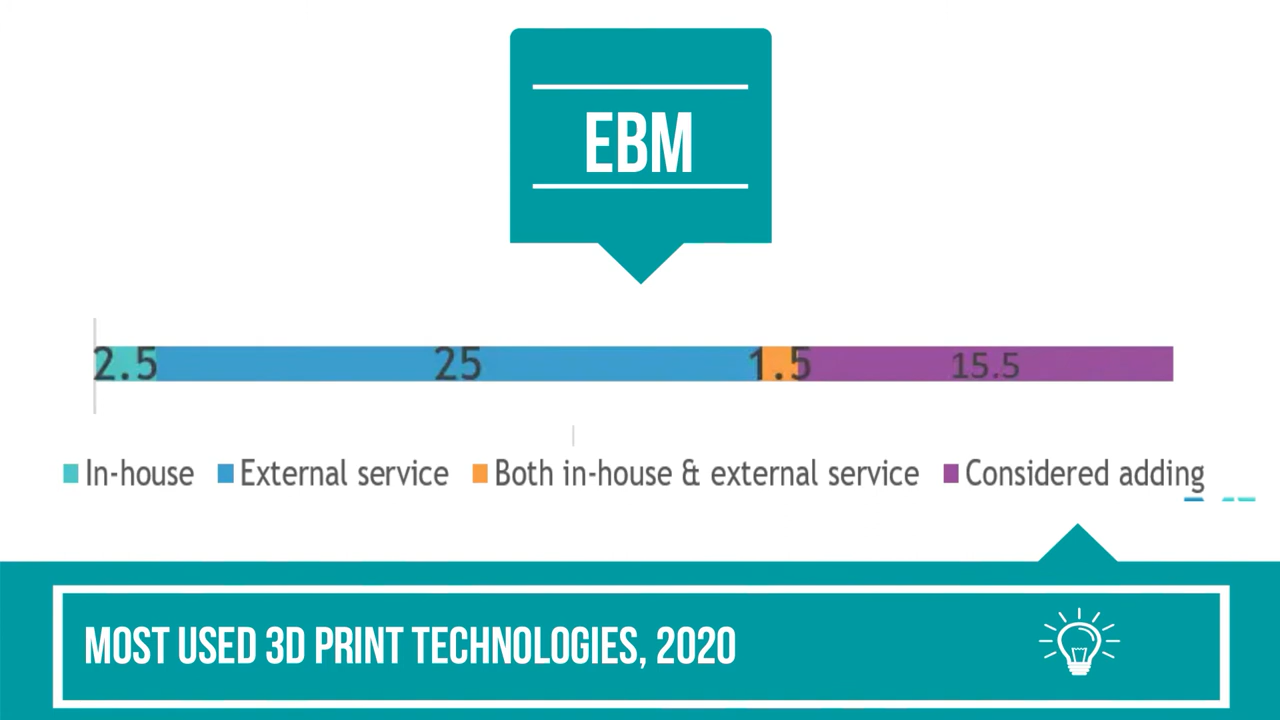 EBM
2.5 25 1.5 15.5
In-house External service Both in-house & external service Considered adding
MOST USED 3D PRINT TECHNOLOGIES, 2020